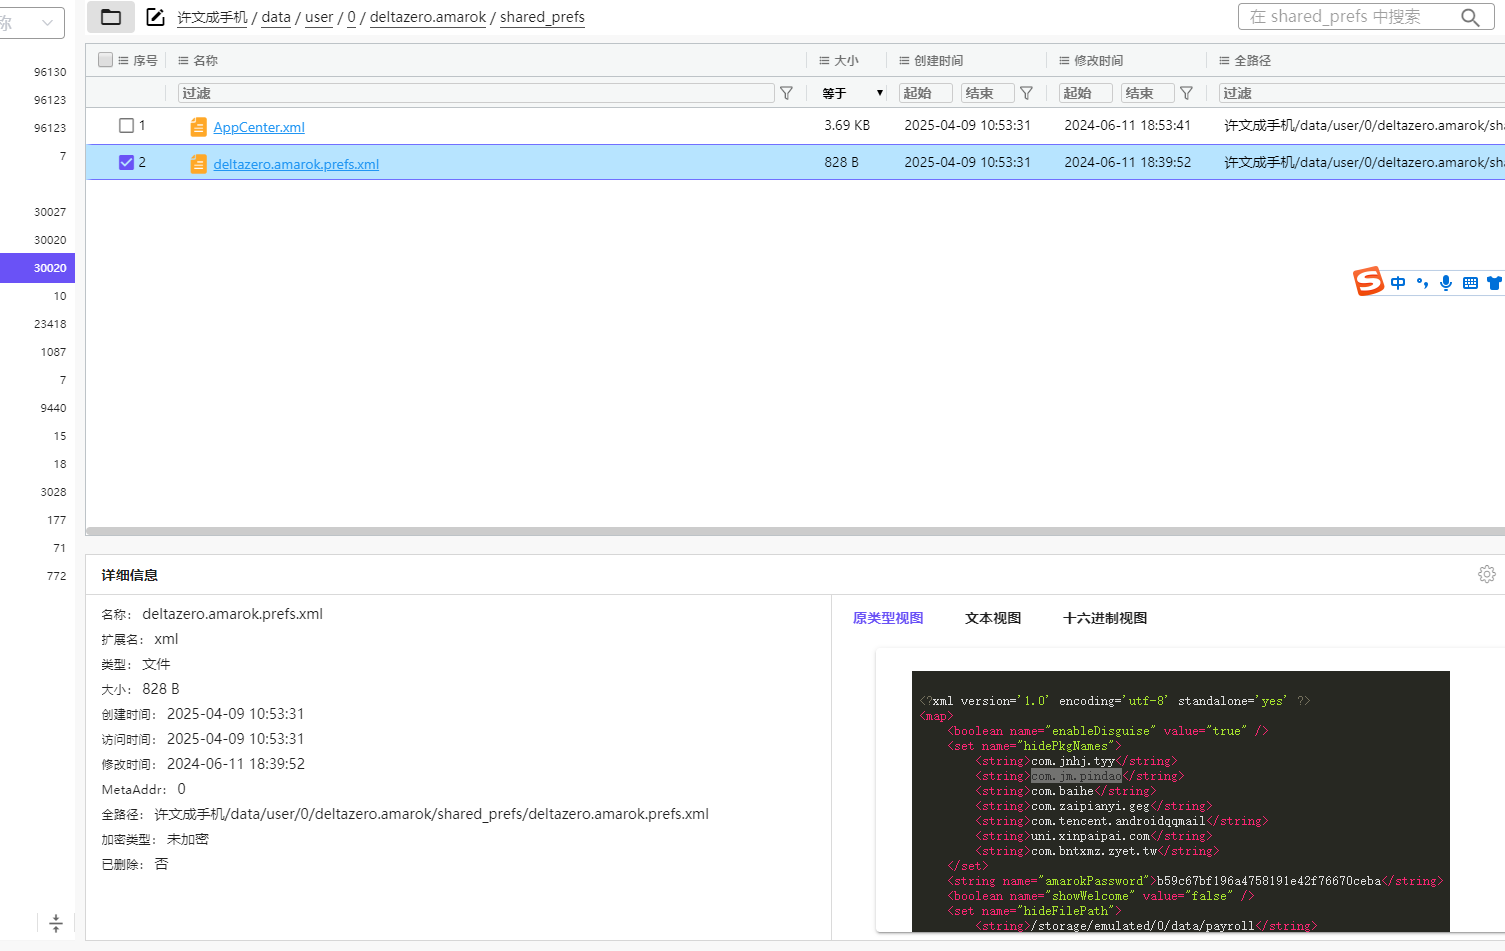 称
许文成手机 / data / user / 0 / deltazero.amarok / shared_prefs
在 shared_prefs 中搜索
序号 名称 大小 创建时间 修改时间 全路径
过滤 等于 ▼ 起始 结束 起始 结束 过滤
1 AppCenter.xml 3.69 KB 2025-04-09 10:53:31 2024-06-11 18:53:41 许文成手机/data/user/0/deltazero.amarok/sha
2 deltazero.amarok.prefs.xml 828 B 2025-04-09 10:53:31 2024-06-11 18:39:52 许文成手机/data/user/0/deltazero.amarok/sha
96130
96123
96123
7
30027
30020
30020
10
23418
1087
7
9440
15
18
3028
177
71
772
S 中
详细信息
名称： deltazero.amarok.prefs.xml
扩展名： xml
类型： 文件
大小： 828 B
创建时间： 2025-04-09 10:53:31
访问时间： 2025-04-09 10:53:31
修改时间： 2024-06-11 18:39:52
MetaAddr： 0
全路径： 许文成手机/data/user/0/deltazero.amarok/shared_prefs/deltazero.amarok.prefs.xml
加密类型： 未加密
已删除： 否
原类型视图 文本视图 十六进制视图
<?xml version='1.0' encoding='utf-8' standalone='yes' ?>
<map>
<boolean name="enableDisguise" value="true" />
<set name="hidePkgNames">
<string>com.jnhj.tyy</string>
<string>com.jm.pindao</string>
<string>com.baihe</string>
<string>com.zaipianyi.geg</string>
<string>com.tencent.androidqqmail</string>
<string>uni.xinpaipai.com</string>
<string>com.bntxmz.zyet.tw</string>
</set>
<string name="amarokPassword">b59c67bf196a4758191e42f76670ceba</string>
<boolean name="showWelcome" value="false" />
<set name="hideFilePath">
<string>/storage/emulated/0/data/payroll</string>